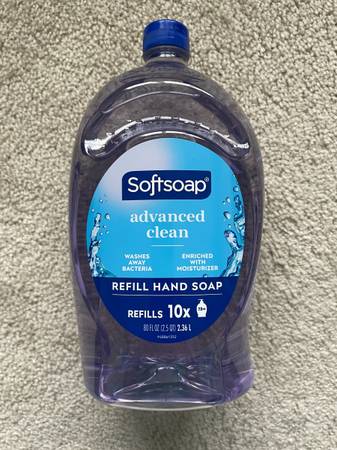 Softsoap®
advanced
clean
WASHES
AWAY
BACTERIA
ENRICHED
WITH
MOISTURIZER
REFILL HAND SOAP
REFILLS 10x
80 FL OZ (2.5 QT) 2.36 L